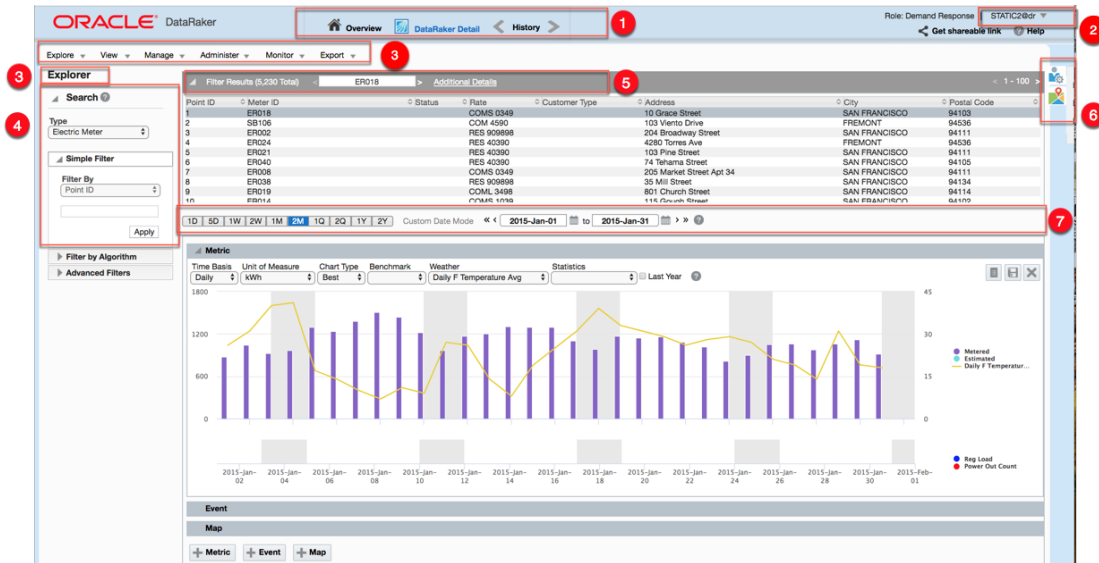 ORACLE® DataRaker
Overview DataRaker Detail History
1
Role: Demand Response STATIC2@dr
2
Get shareable link Help
Explore View Manage Administer Monitor Export
3
3
Explorer
4
Search
Type
Electric Meter
Simple Filter
Filter By
Point ID
Apply
Filter by Algorithm
Advanced Filters
Filter Results (5,230 Total) < ER018 > Additional Details
5
< 1 - 100 >
6
Point ID Meter ID Status Rate Customer Type Address City Postal Code
1 ER018 COMS 0349 10 Grace Street SAN FRANCISCO 94103
2 SB106 COM 4590 103 Viento Drive FREMONT 94536
3 ER002 RES 909898 204 Broadway Street SAN FRANCISCO 94111
4 ER024 RES 40390 4280 Torres Ave FREMONT 94536
5 ER021 RES 40390 103 Pine Street SAN FRANCISCO 94111
6 ER040 RES 40390 74 Tehama Street SAN FRANCISCO 94105
7 ER008 COMS 0349 205 Market Street Apt 34 SAN FRANCISCO 94111
8 ER038 RES 909898 35 Mill Street SAN FRANCISCO 94134
9 ER019 COML 3498 801 Church Street SAN FRANCISCO 94114
10 ER014 COMS 1039 115 Gough Street SAN FRANCISCO 94102
1D 5D 1W 2W 1M 2M 1Q 2Q 1Y 2Y Custom Date Mode « < 2015-Jan-01 to 2015-Jan-31 > »
7
Metric
Time Basis Unit of Measure Chart Type Benchmark Weather Statistics
Daily kWh Best Daily F Temperature Avg Last Year
1800 45
1200 30
600 15
0 0
Metered
Estimated
Daily F Temperatur...
Reg Load
Power Out Count
2015-Jan-02 2015-Jan-04 2015-Jan-06 2015-Jan-08 2015-Jan-10 2015-Jan-12 2015-Jan-14 2015-Jan-16 2015-Jan-18 2015-Jan-20 2015-Jan-22 2015-Jan-24 2015-Jan-26 2015-Jan-28 2015-Jan-30 2015-Feb-01
Event
Map
+ Metric + Event + Map